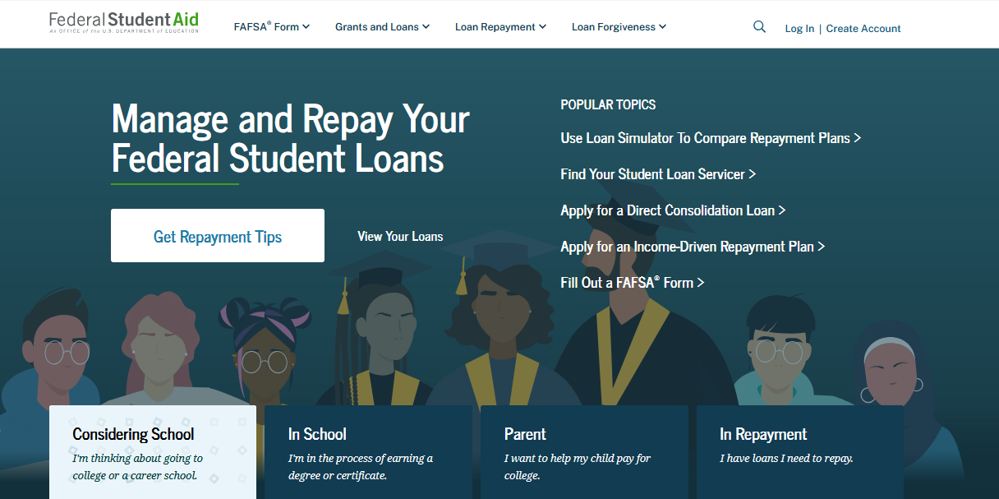 Federal Student Aid
An OFFICE of the U.S. DEPARTMENT of EDUCATION
FAFSA® Form
Grants and Loans
Loan Repayment
Loan Forgiveness
Log In | Create Account
Manage and Repay Your
Federal Student Loans
Get Repayment Tips
View Your Loans
POPULAR TOPICS
Use Loan Simulator To Compare Repayment Plans >
Find Your Student Loan Servicer >
Apply for a Direct Consolidation Loan >
Apply for an Income-Driven Repayment Plan >
Fill Out a FAFSA® Form >
Considering School
I'm thinking about going to
college or a career school.
In School
I'm in the process of earning a
degree or certificate.
Parent
I want to help my child pay for
college.
In Repayment
I have loans I need to repay.